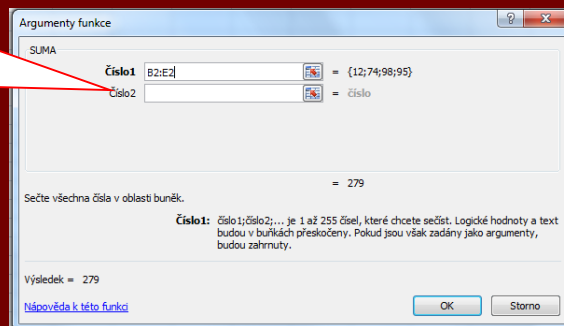 Argumenty funkce
SUMA
Číslo1 B2:E2 = {12;74;98;95}
Číslo2 = číslo
= 279
Sečte všechna čísla v oblasti buněk.
Číslo1: číslo1;číslo2;... je 1 až 255 čísel, které chcete sečíst. Logické hodnoty a text
budou v buňkách přeskočeny. Pokud jsou však zadány jako argumenty,
budou zahrnuty.
Výsledek = 279
Nápověda k této funkci
OK Storno